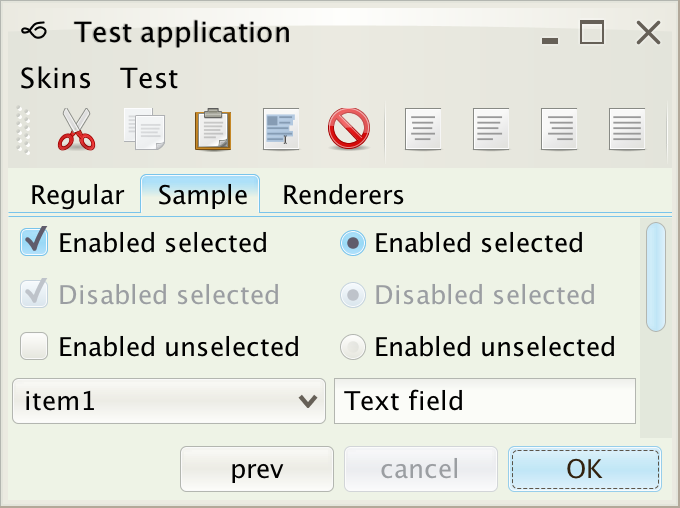 Test application
Skins Test
Regular Sample Renderers
Enabled selected Enabled selected
Disabled selected Disabled selected
Enabled unselected Enabled unselected
item1 Text field
prev cancel OK